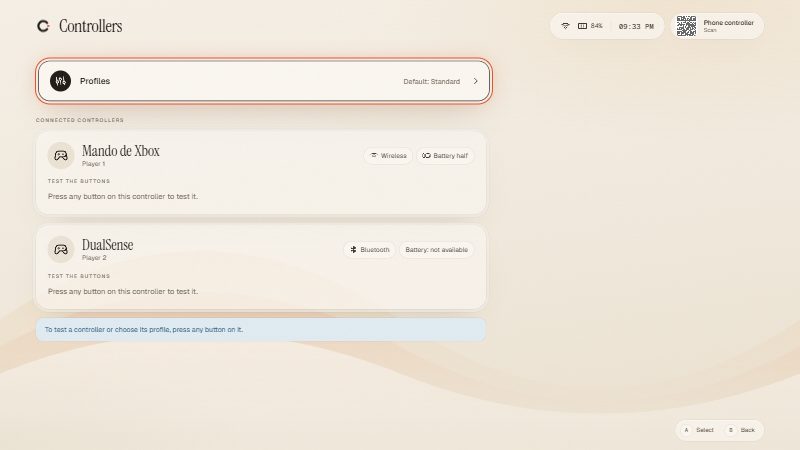 Controllers
84%
09:33 PM
Phone controller
Scan
Profiles
Default: Standard
CONNECTED CONTROLLERS
Mando de Xbox
Player 1
Wireless
Battery half
TEST THE BUTTONS
Press any button on this controller to test it.
DualSense
Player 2
Bluetooth
Battery: not available
TEST THE BUTTONS
Press any button on this controller to test it.
To test a controller or choose its profile, press any button on it.
A Select B Back